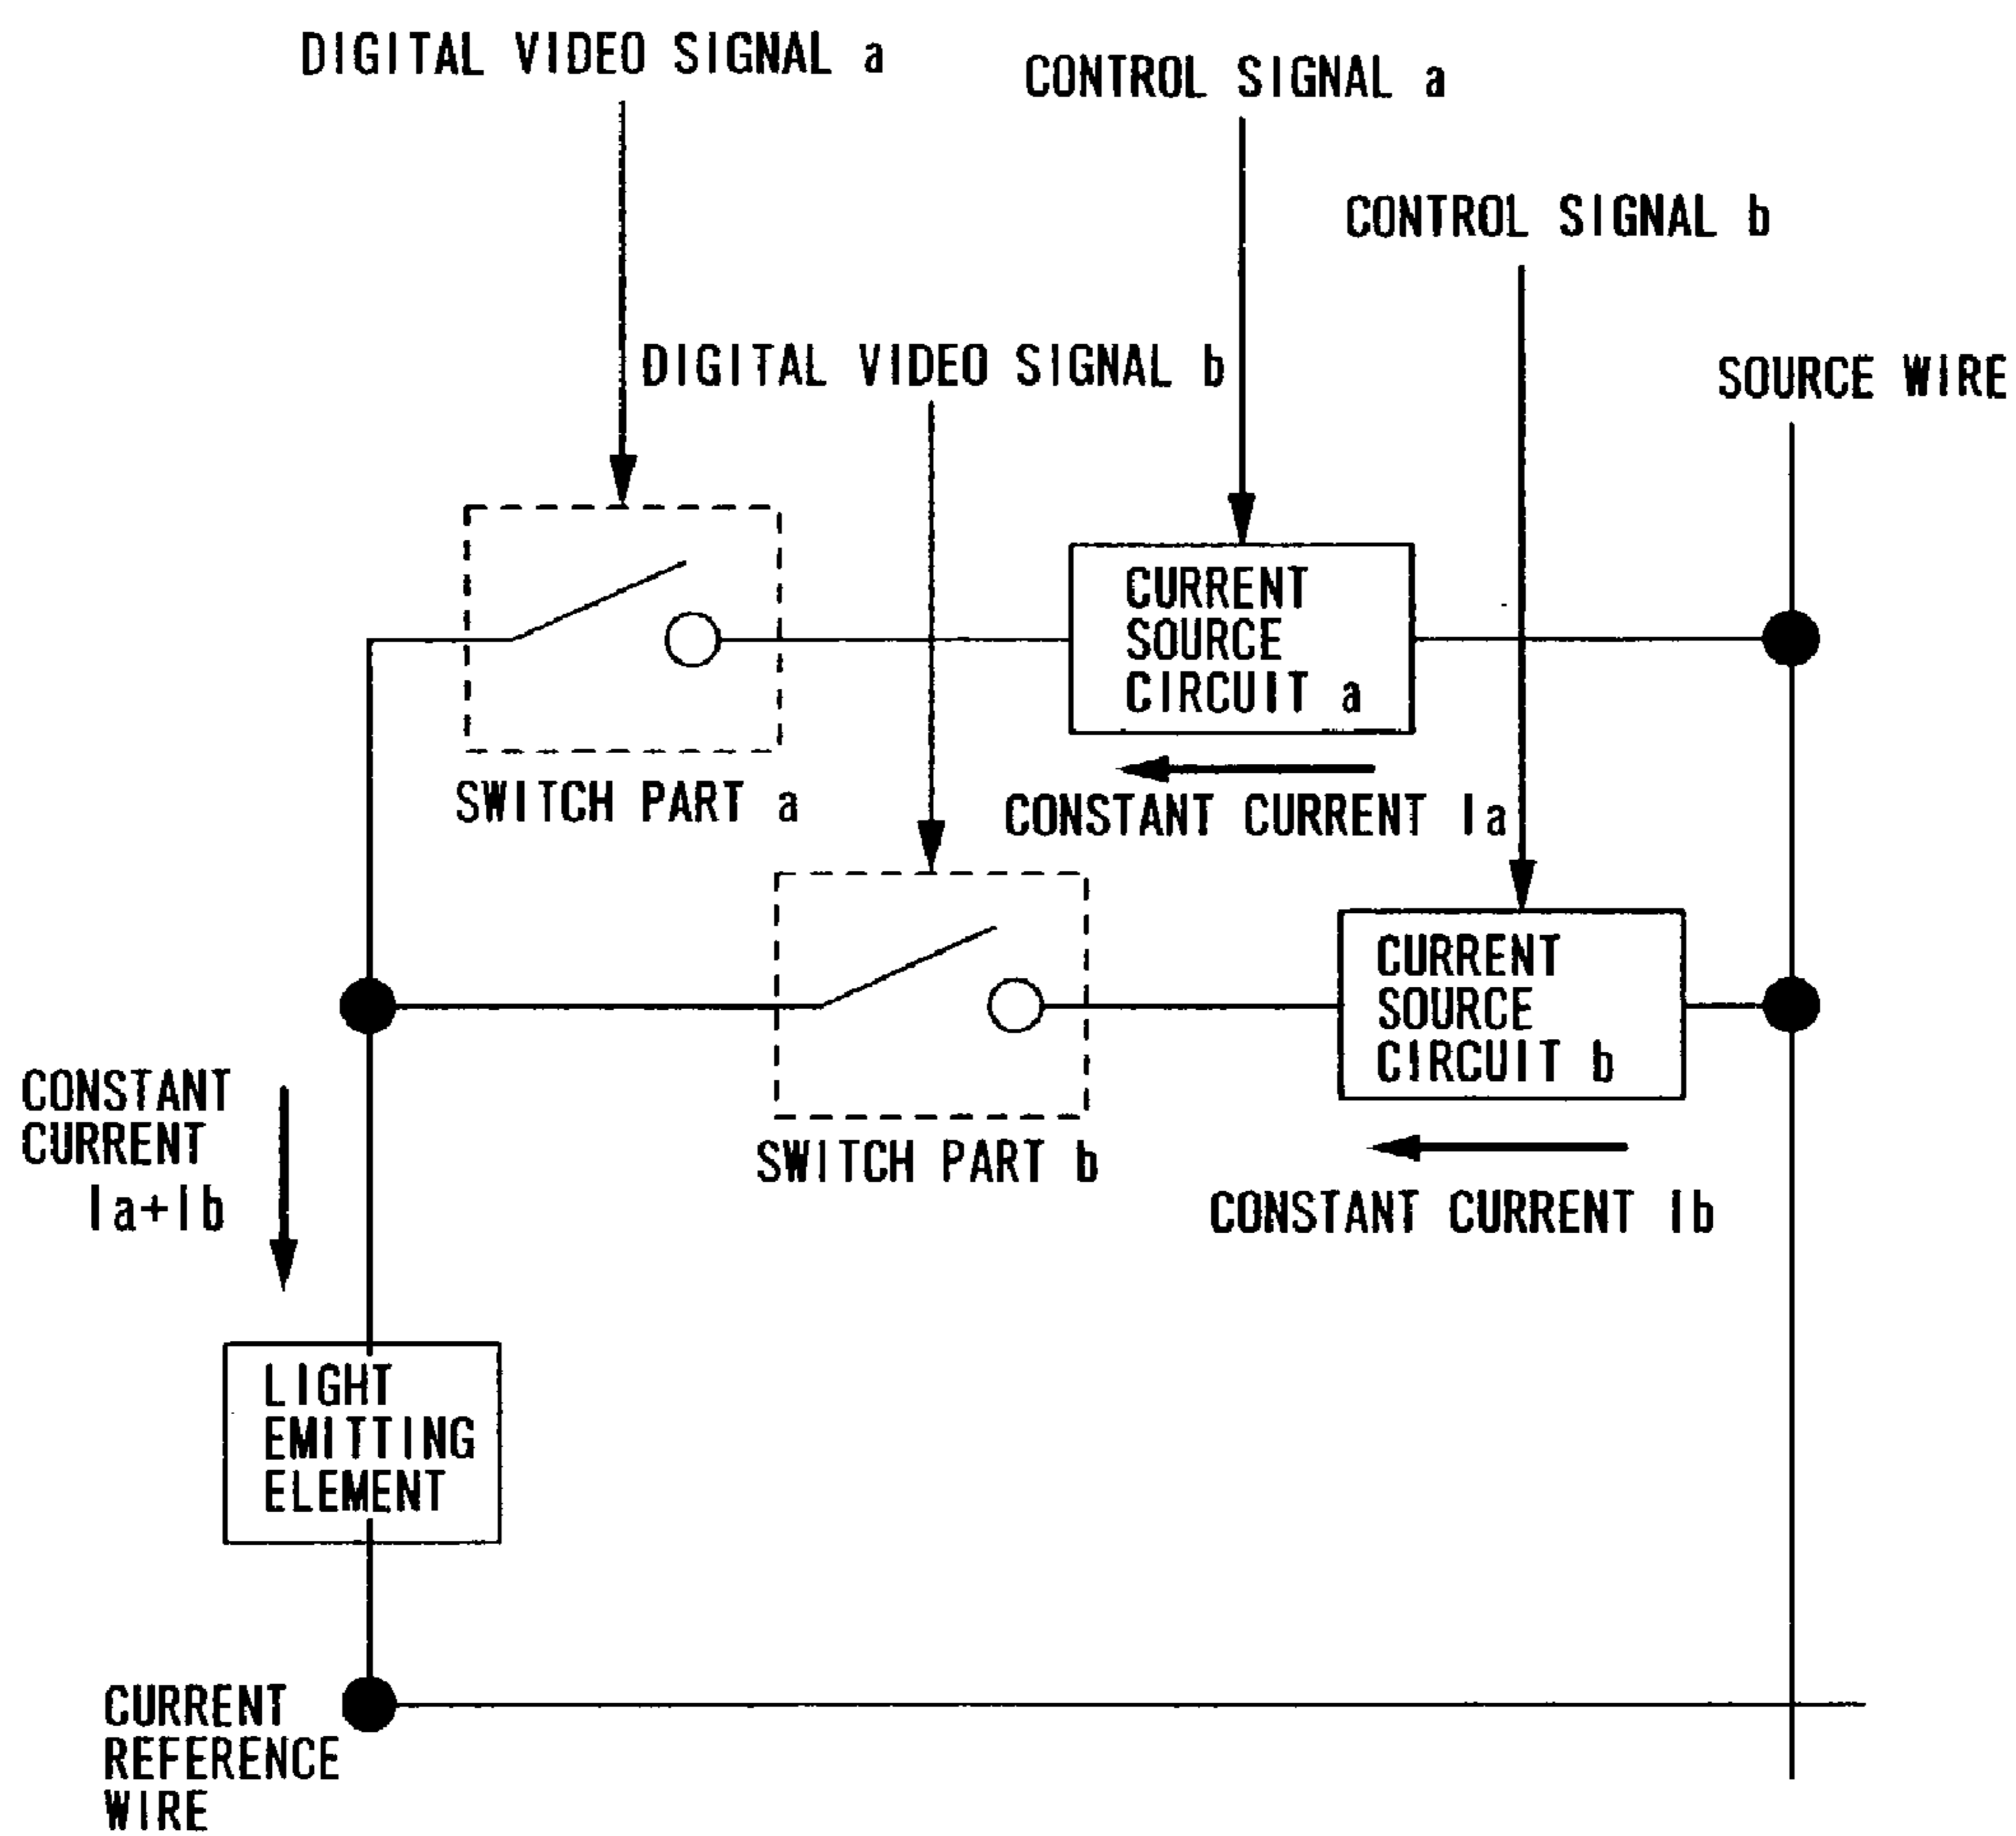 DIGITAL VIDEO SIGNAL a
CONTROL SIGNAL a
CONTROL SIGNAL b
DIGITAL VIDEO SIGNAL b
SOURCE WIRE
CURRENT
SOURCE
CIRCUIT a
SWITCH PART a
CONSTANT CURRENT Ia
CURRENT
SOURCE
CIRCUIT b
SWITCH PART b
CONSTANT CURRENT Ib
CONSTANT
CURRENT
Ia+Ib
LIGHT
EMITTING
ELEMENT
CURRENT
REFERENCE
WIRE